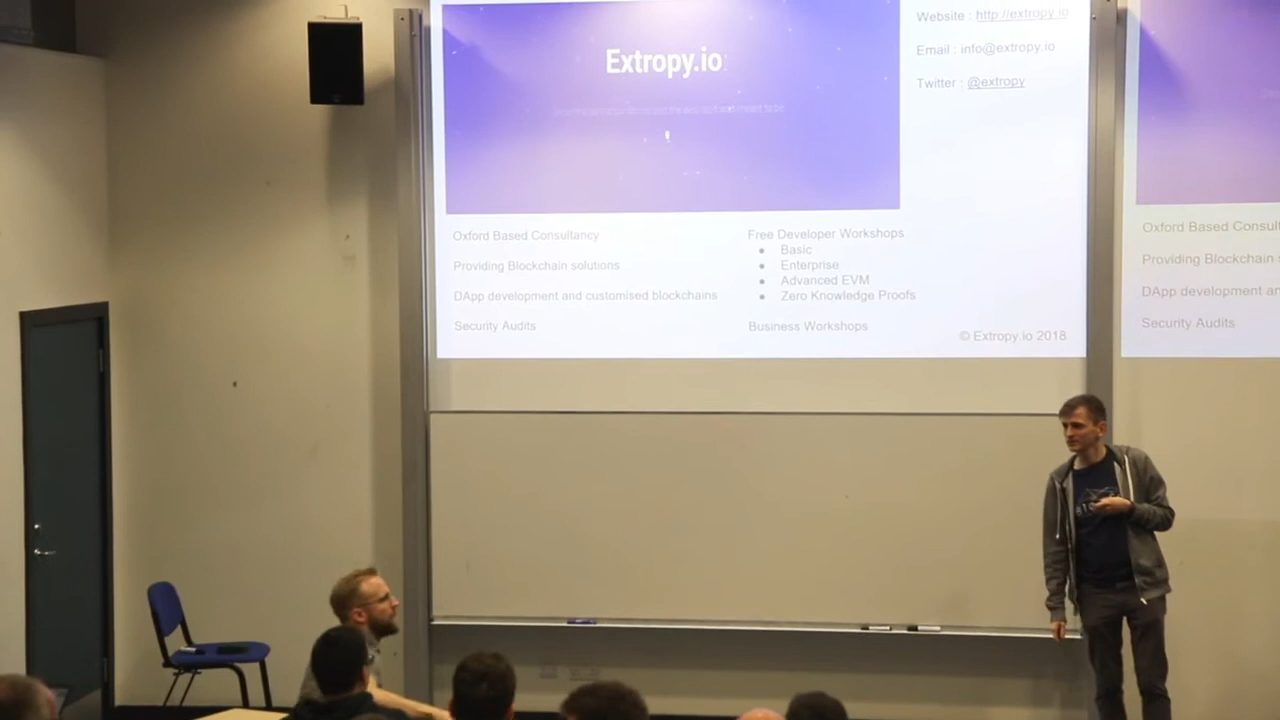 Extropy.io
Website : http://extropy.io
Email : info@extropy.io
Twitter : @extropy
Oxford Based Consultancy
Providing Blockchain solutions
DApp development and customised blockchains
Security Audits
Free Developer Workshops
● Basic
● Enterprise
● Advanced EVM
● Zero Knowledge Proofs
Business Workshops
© Extropy.io 2018
Oxford Based
Providing Blockchain
DApp development
Security Audits